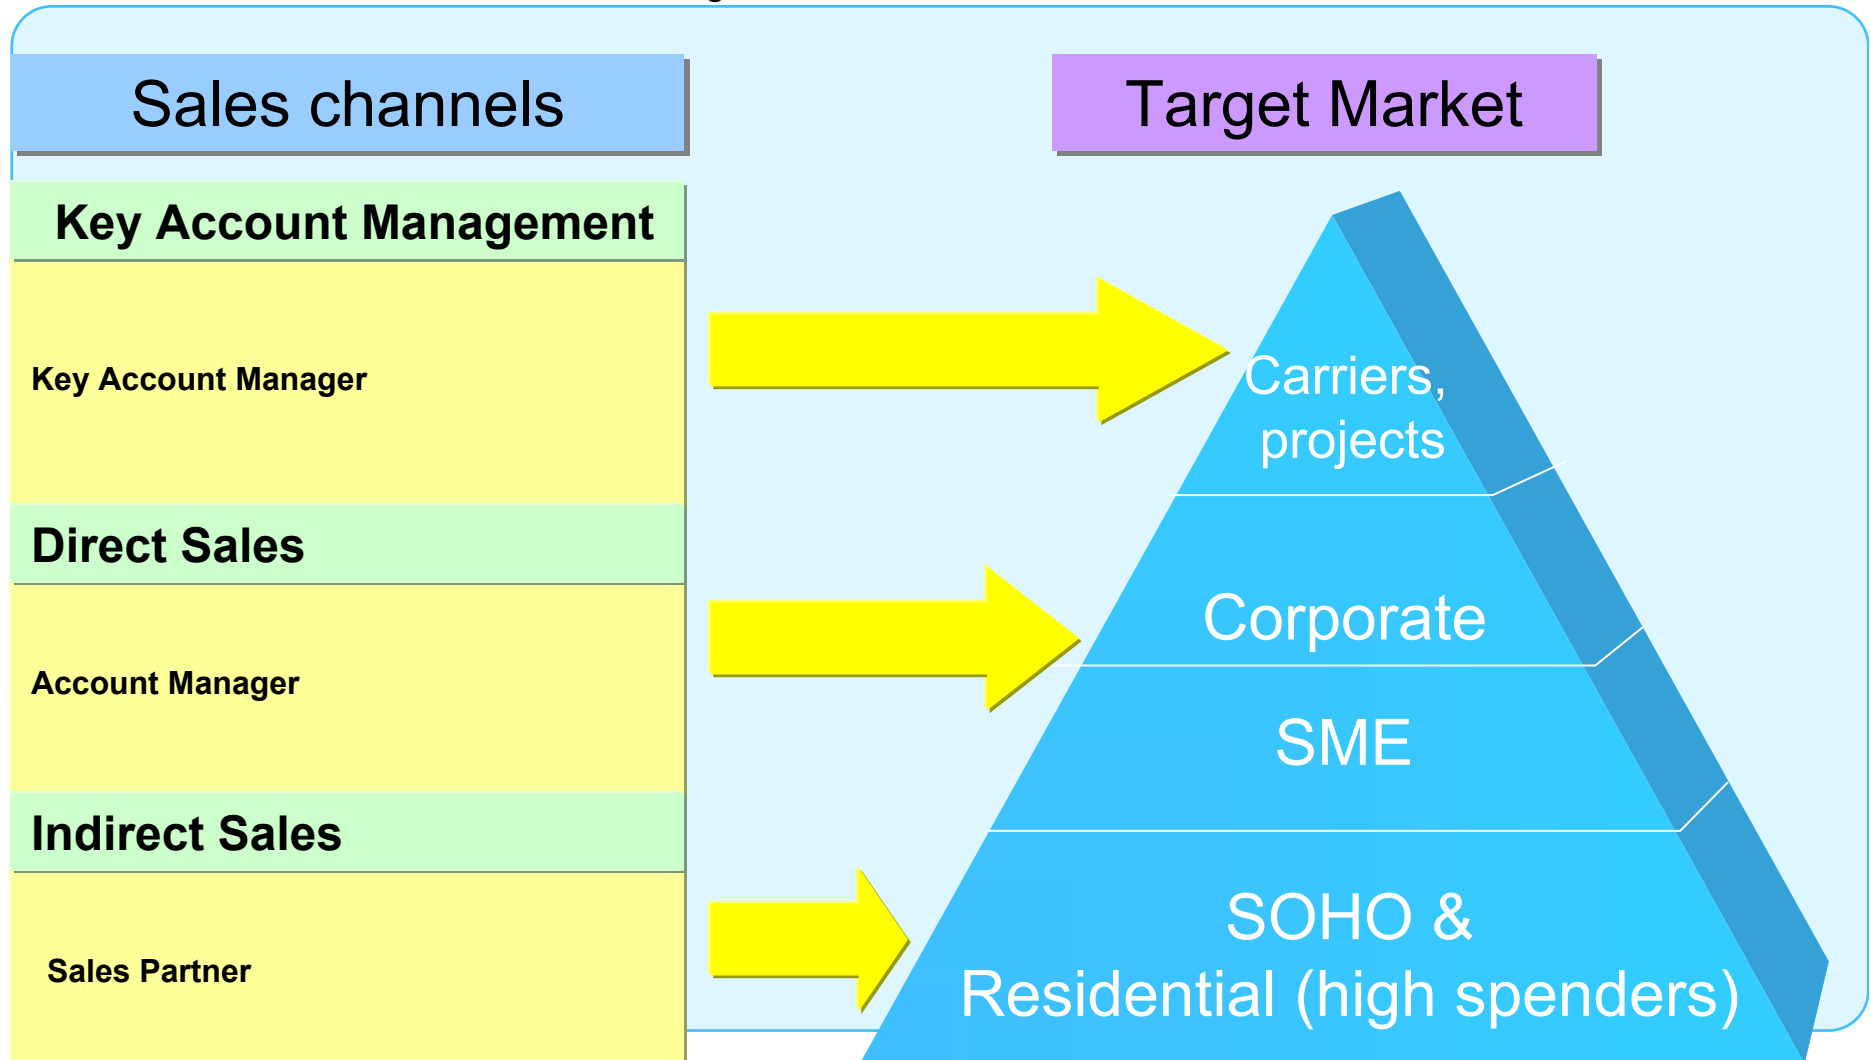 Sales channels
Target Market
Key Account Management
Key Account Manager
Carriers,
projects
Direct Sales
Corporate
Account Manager
SME
Indirect Sales
SOHO &
Sales Partner
Residential (high spenders)